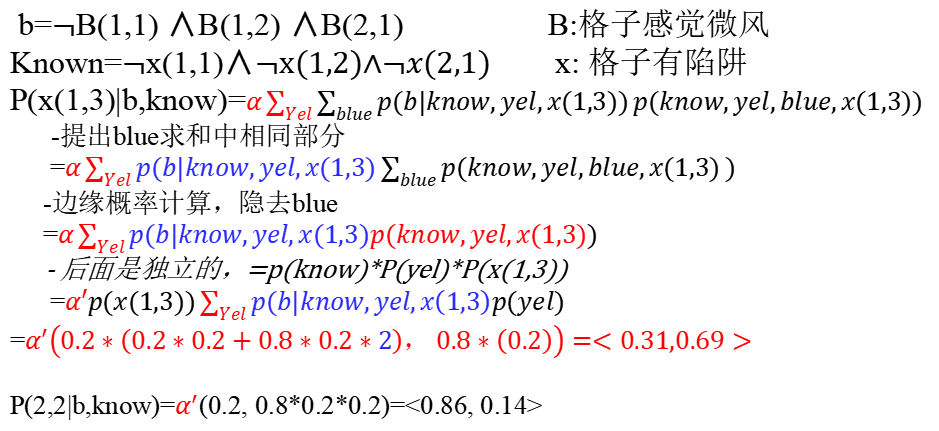 b=¬B(1,1) ∧B(1,2) ∧B(2,1) B:格子感觉微风
Known=¬x(1,1)∧¬x(1,2)∧¬x(2,1) x: 格子有陷阱
P(x(1,3)|b,know)=α∑_Yel ∑_blue p(b|know, yel, x(1,3)) p(know, yel, blue, x(1,3))
-提出blue求和中相同部分
=α∑_Yel p(b|know, yel, x(1,3) ∑_blue p(know, yel, blue, x(1,3) )
-边缘概率计算，隐去blue
=α∑_Yel p(b|know, yel, x(1,3)p(know, yel, x(1,3))
- 后面是独立的，=p(know)*P(yel)*P(x(1,3))
=α′p(x(1,3)) ∑_Yel p(b|know, yel, x(1,3)p(yel)
=α′(0.2 ∗ (0.2 ∗ 0.2 + 0.8 ∗ 0.2 ∗ 2)， 0.8 ∗ (0.2)) =< 0.31,0.69 >
P(2,2|b,know)=α′(0.2, 0.8*0.2*0.2)=<0.86, 0.14>